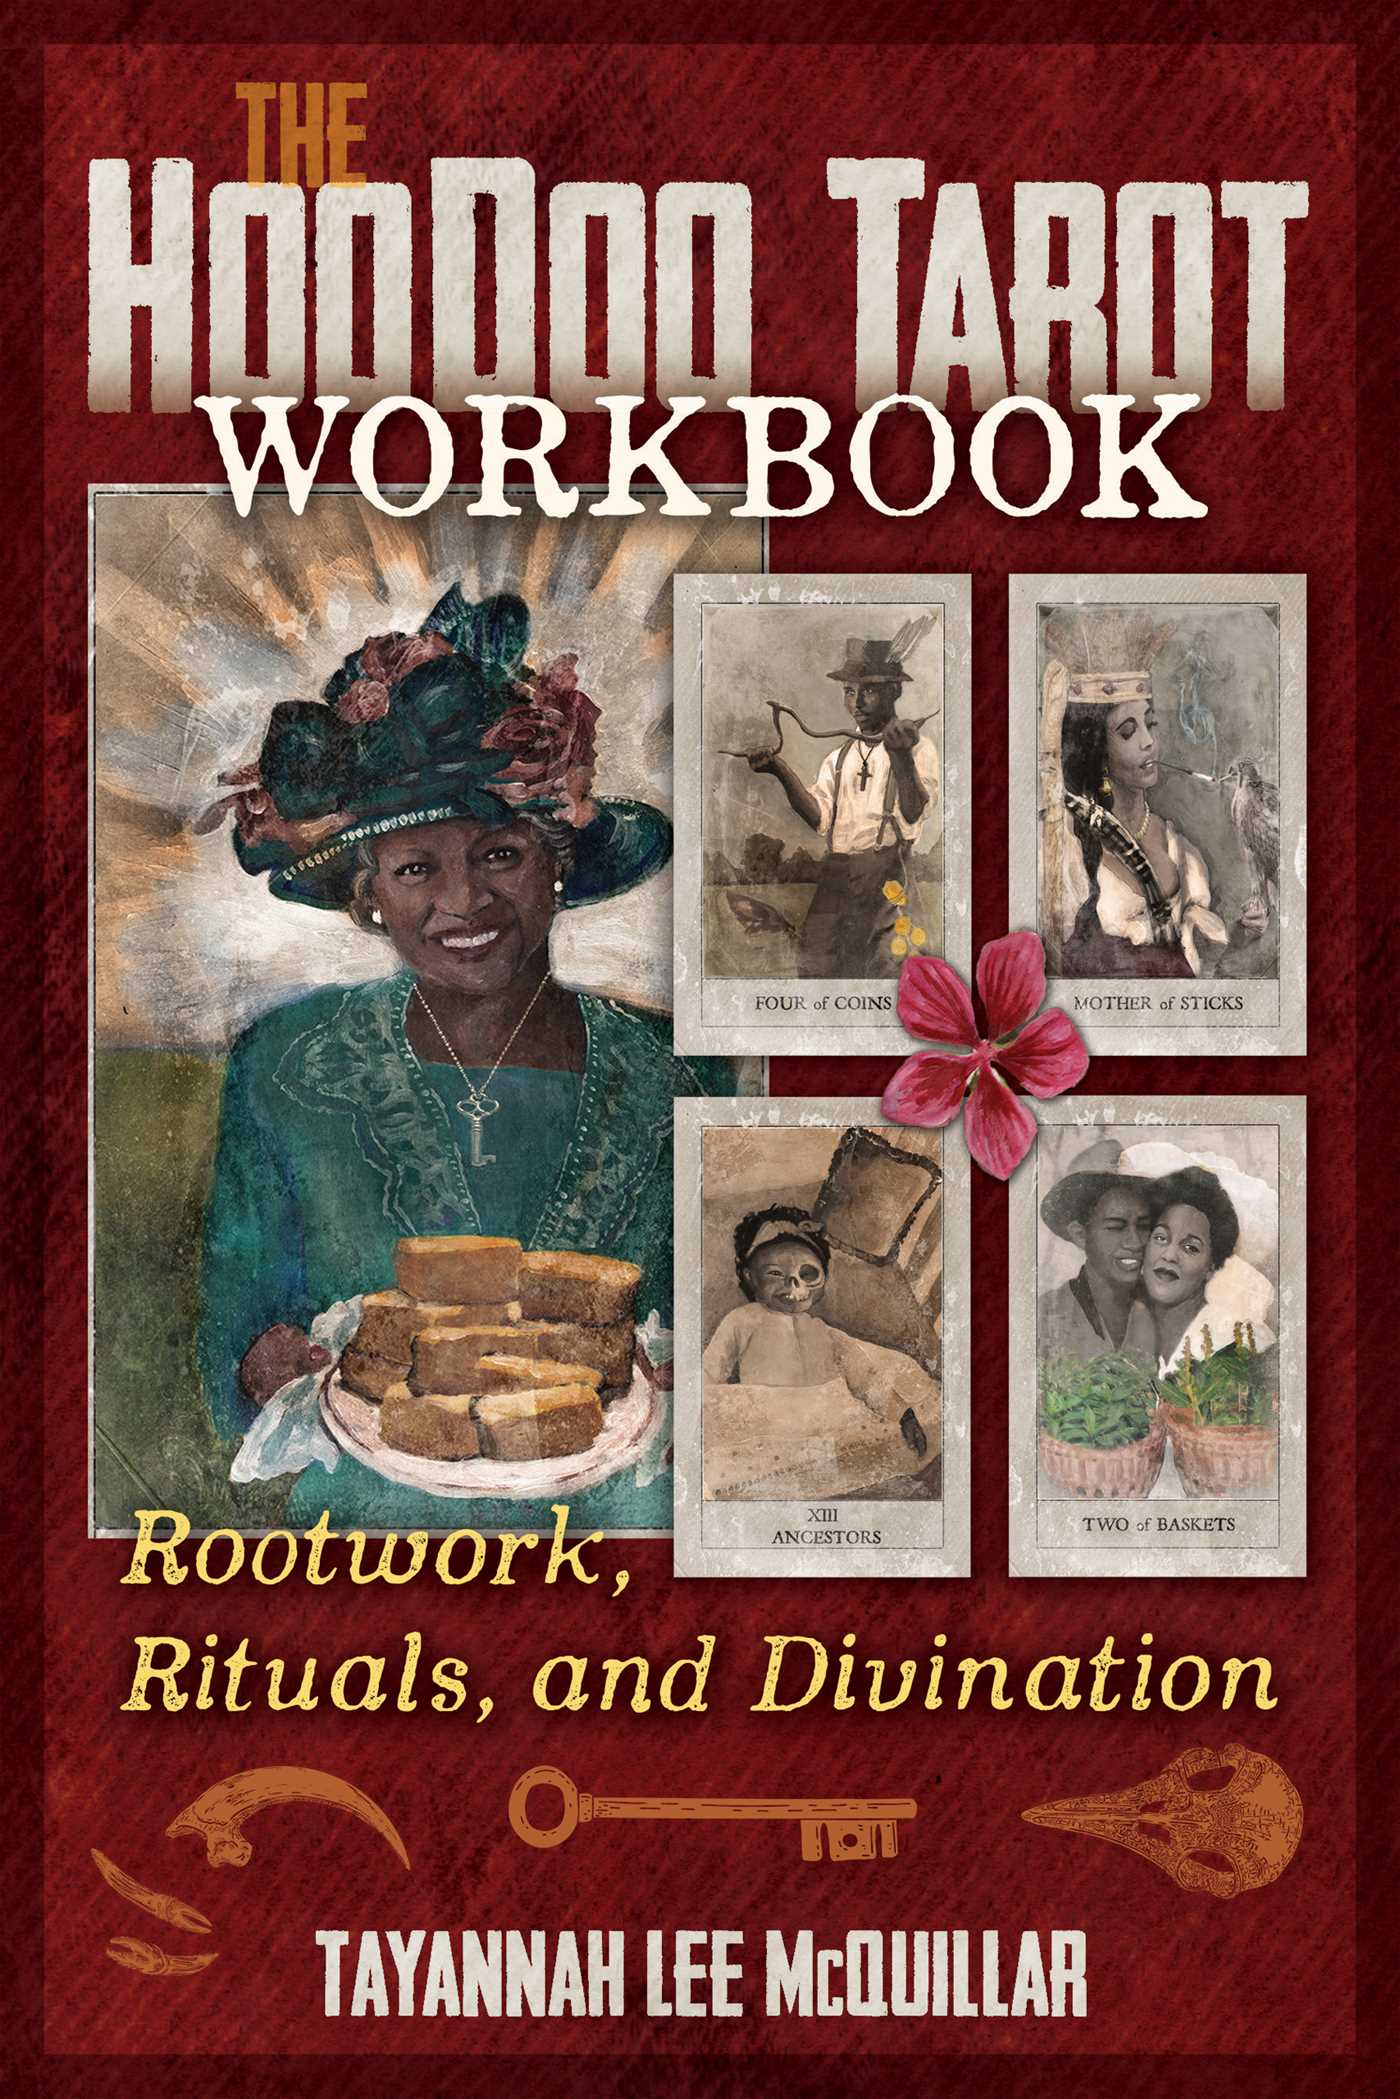 THE
HOODOO TAROT
WORKBOOK
FOUR of COINS
MOTHER of STICKS
XIII
ANCESTORS
TWO of BASKETS
Rootwork,
Rituals, and Divination
TAYANNAH LEE McQUILLAR